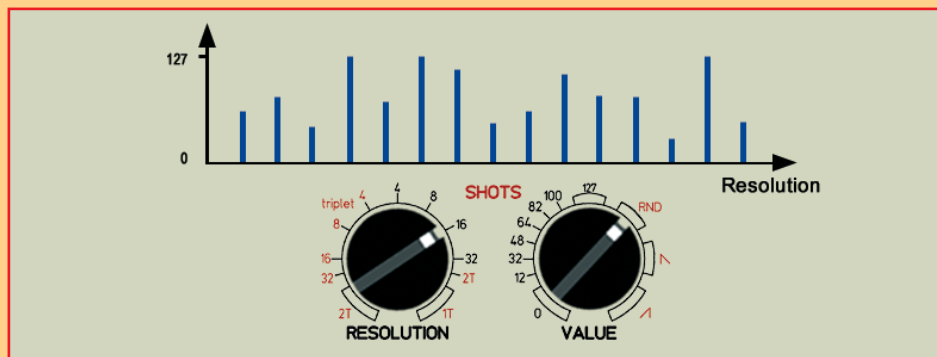 127
0
Resolution
SHOTS
triplet 4 4 8
8 16
16 32
32 2T
2T 1T
RESOLUTION
127
100 RND
82
64
48
32
12
0
VALUE